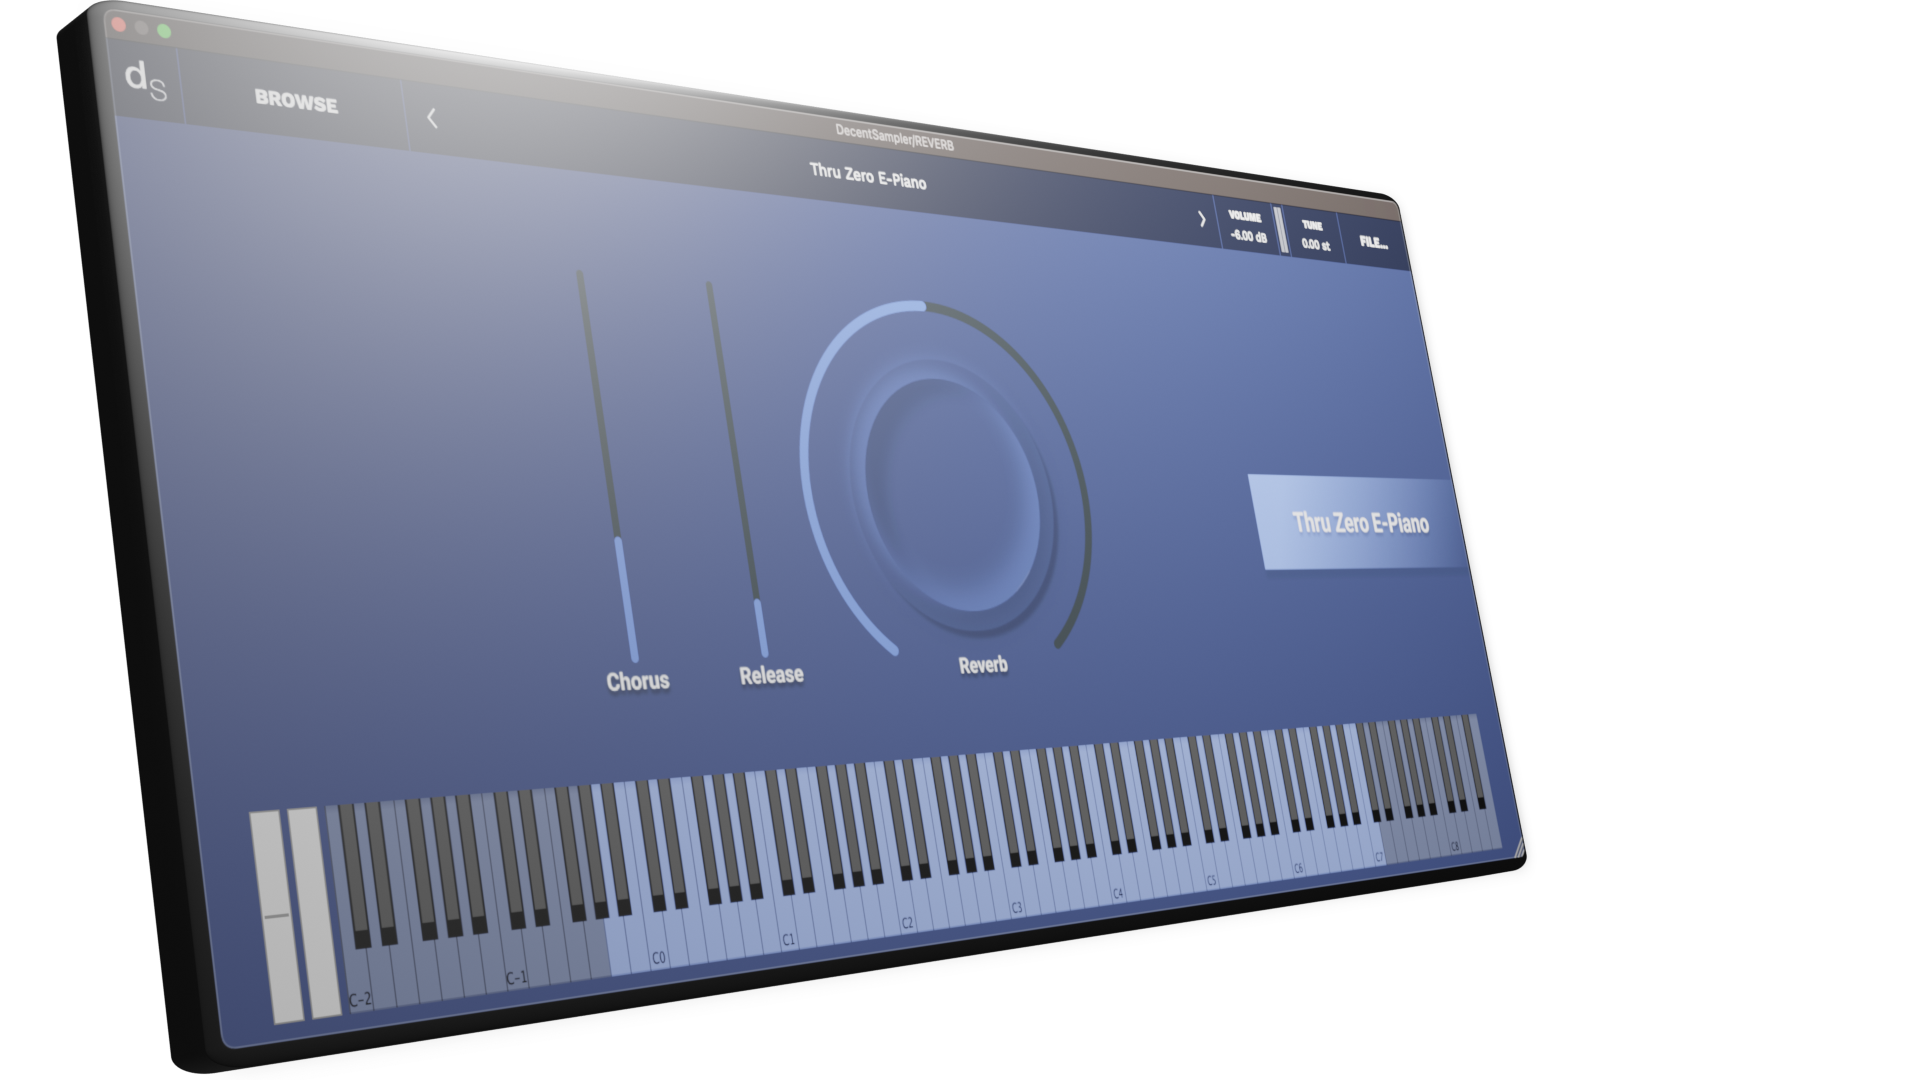 DecentSampler/REVERB
dS
BROWSE
Thru Zero E-Piano
VOLUME
-6.00 dB
TUNE
0.00 st
FILE...
Thru Zero E-Piano
Chorus
Release
Reverb
C-2
C-1
C0
C1
C2
C3
C4
C5
C6
C7
C8